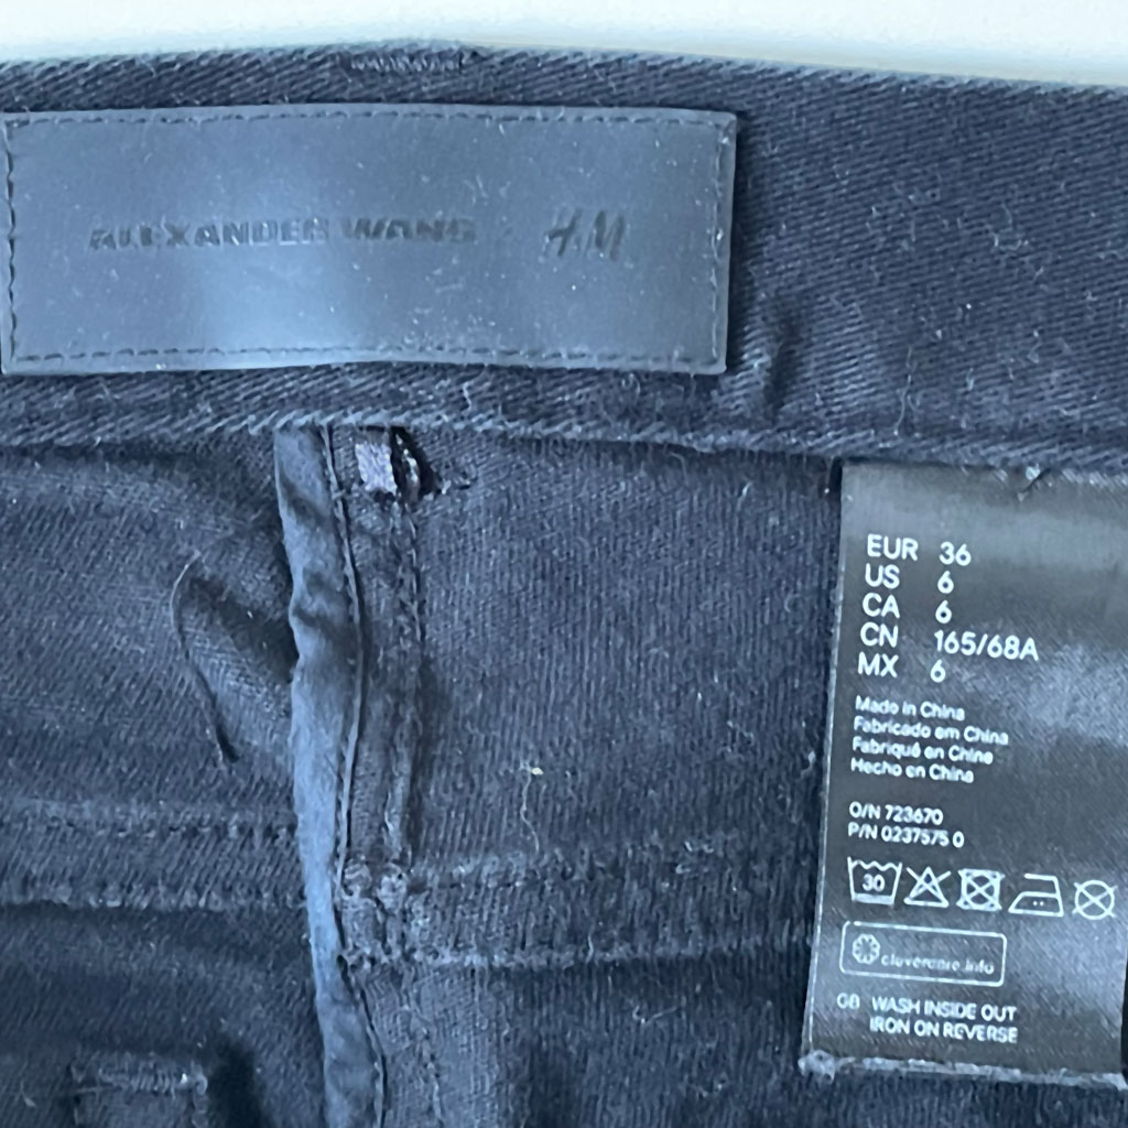 ALEXANDER WANG H&M
EUR 36
US 6
CA 6
CN 165/68A
MX 6
Made in China
Fabricado em China
Fabriqué en Chine
Hecho en China
O/N 723670
P/N 0237575 0
30
clevercare.info
GB WASH INSIDE OUT
IRON ON REVERSE